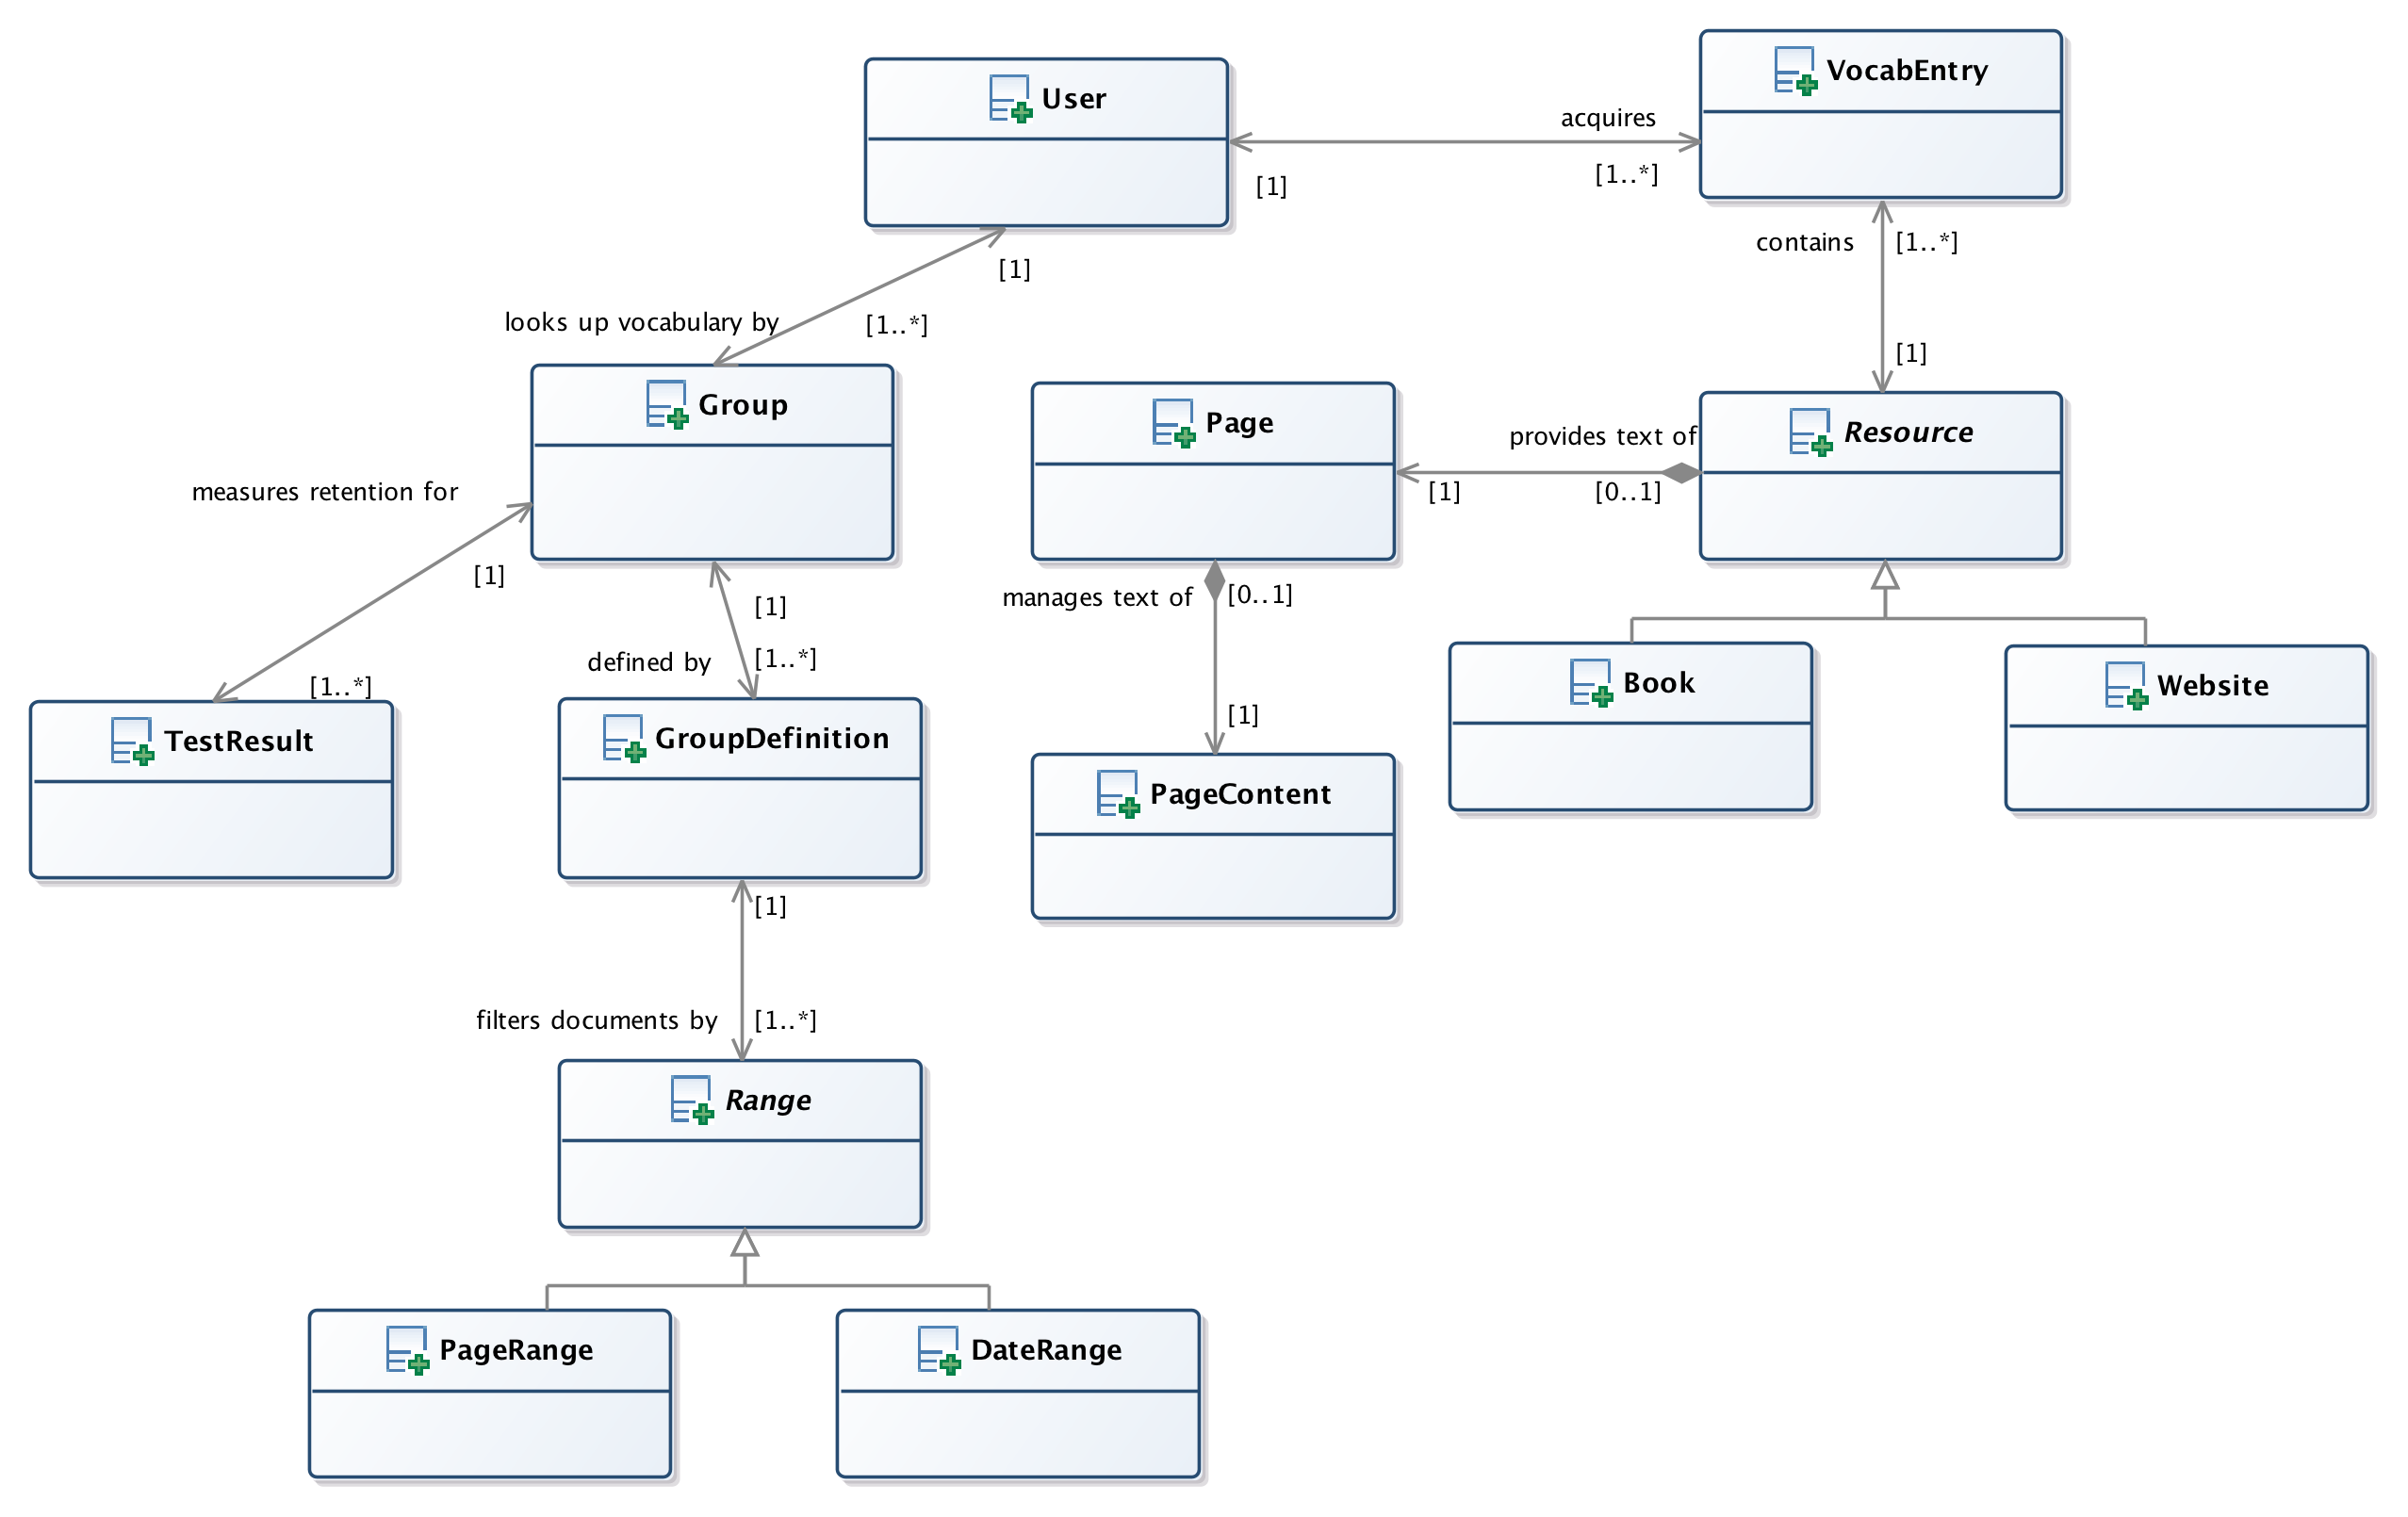 VocabEntry
User
acquires
[1]
[1..*]
contains
[1..*]
[1]
looks up vocabulary by
[1..*]
[1]
Group
Page
provides text of
Resource
[1]
[0..1]
measures retention for
[1]
[1]
manages text of
[0..1]
defined by
[1..*]
[1..*]
Book
Website
TestResult
GroupDefinition
[1]
PageContent
[1]
filters documents by
[1..*]
Range
PageRange
DateRange